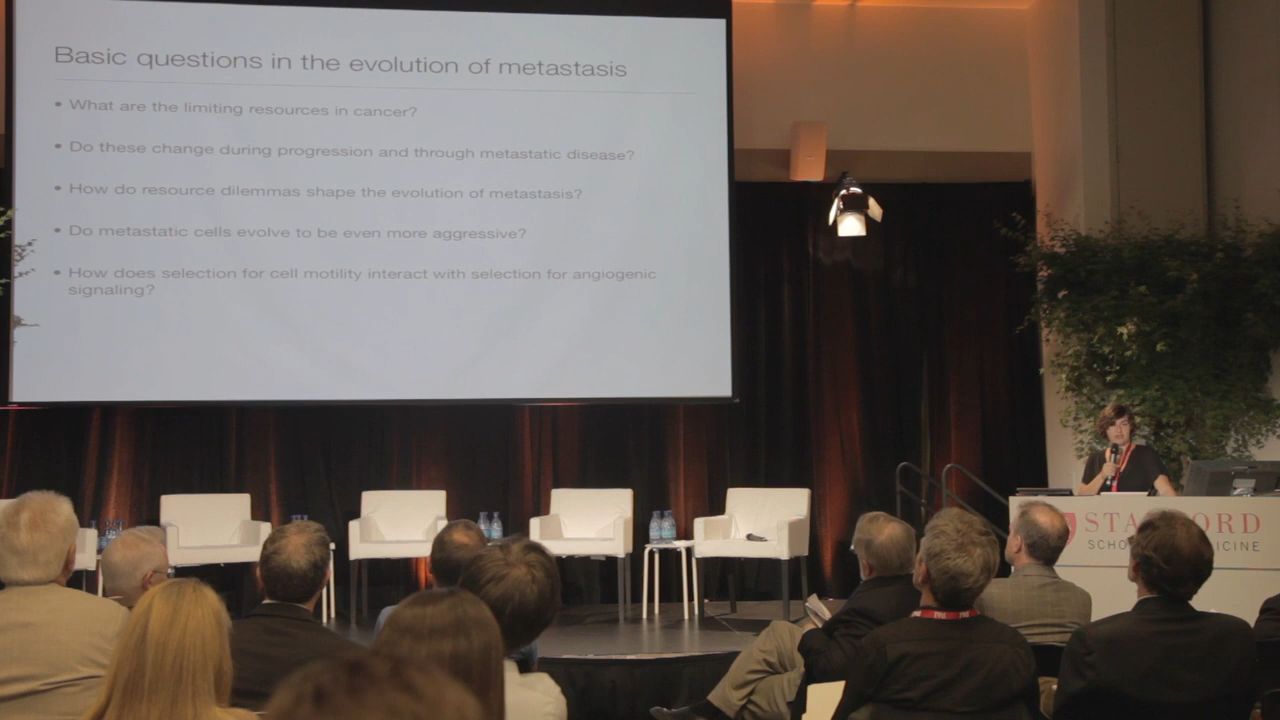 Basic questions in the evolution of metastasis
• What are the limiting resources in cancer?
• Do these change during progression and through metastatic disease?
• How do resource dilemmas shape the evolution of metastasis?
• Do metastatic cells evolve to be even more aggressive?
• How does selection for cell motility interact with selection for angiogenic
signaling?
STA ORD
SCHO ICINE